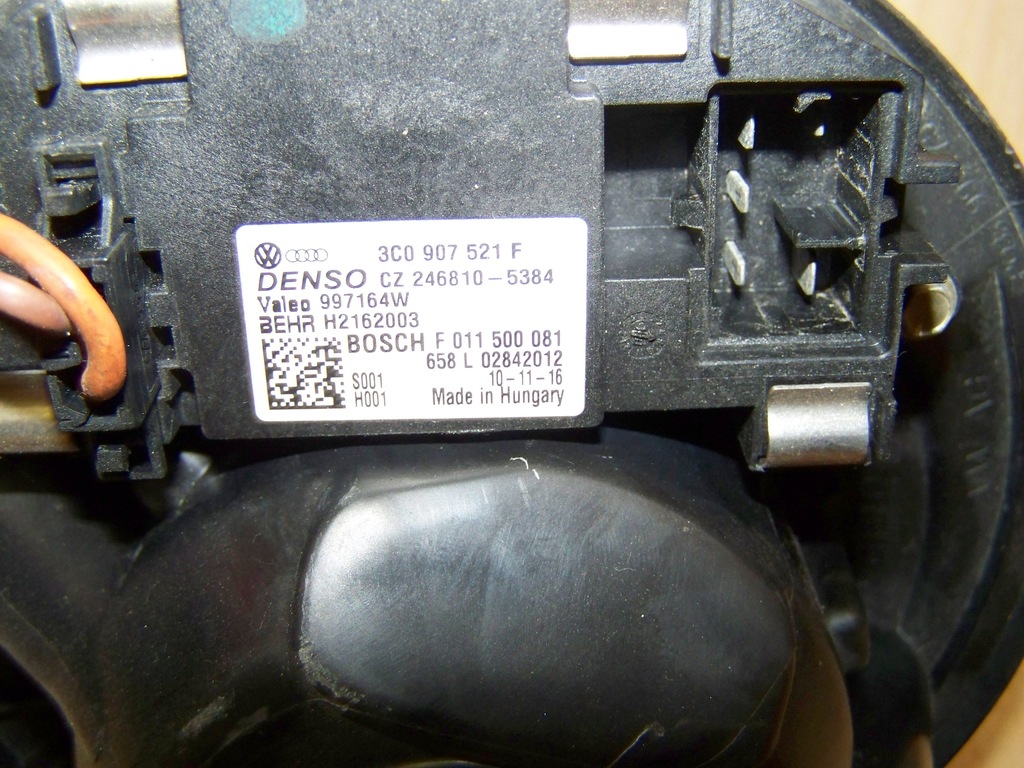 3C0 907 521 F
DENSO CZ 246810-5384
Valeo 997164W
BEHR H2162003
BOSCH F 011 500 081
658 L 02842012
S001 10-11-16
H001 Made in Hungary